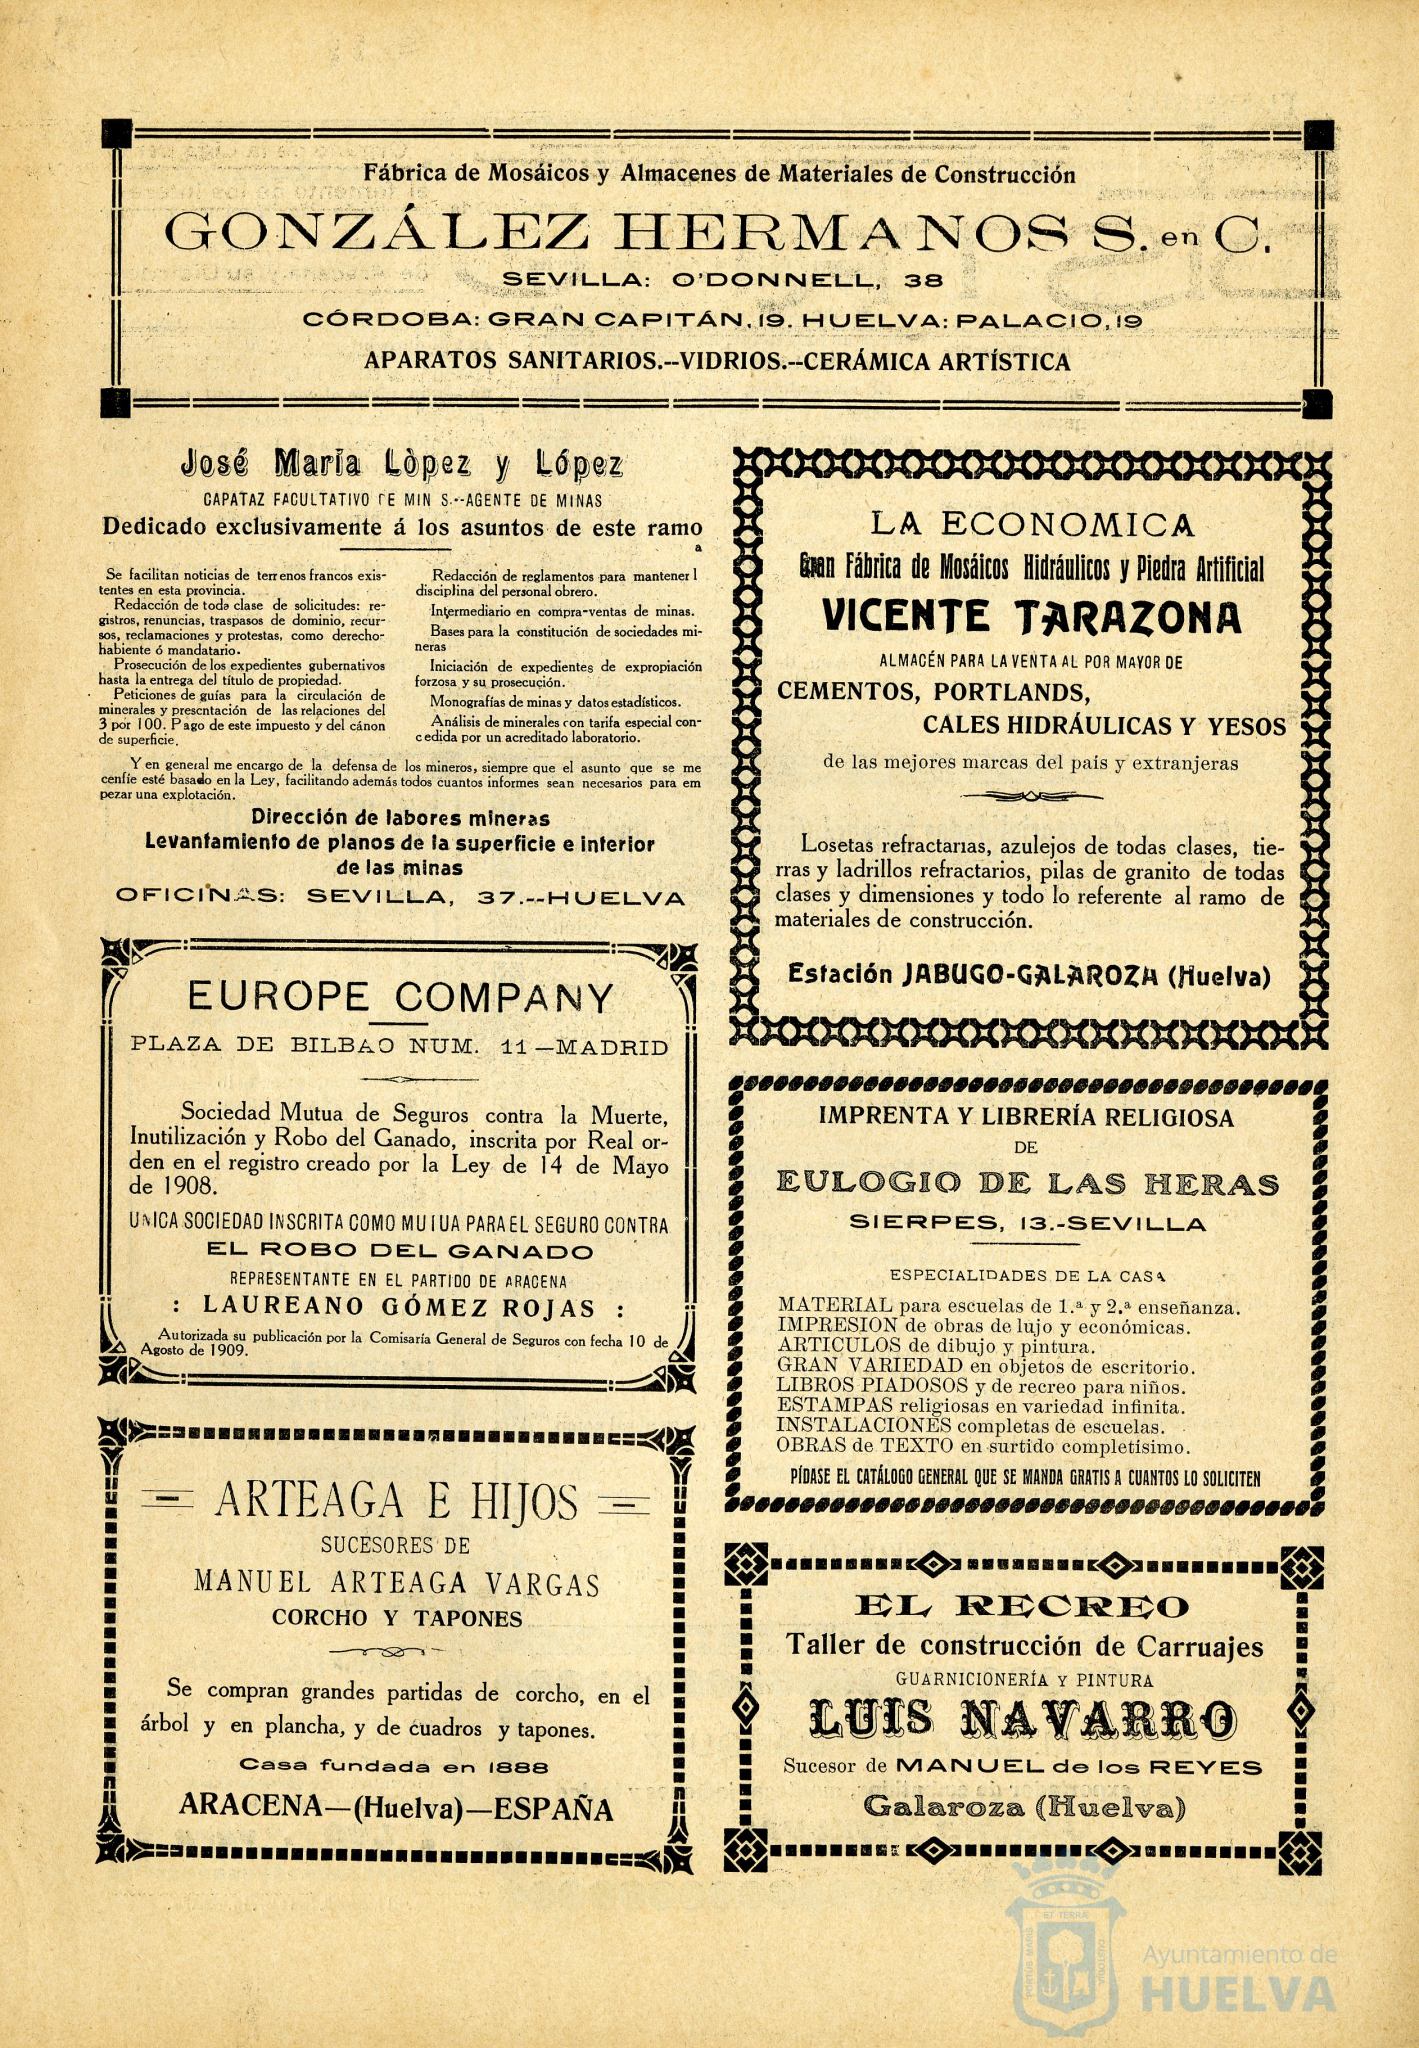 Fábrica de Mosáicos y Almacenes de Materiales de Construcción
GONZÁLEZ HERMANOS S. en C.
SEVILLA: O'DONNELL, 38
CÓRDOBA: GRAN CAPITÁN, 19. HUELVA: PALACIO, 19
APARATOS SANITARIOS.--VIDRIOS.--CERÁMICA ARTÍSTICA
José María Lòpez y López
CAPATAZ FACULTATIVO DE MIN S.--AGENTE DE MINAS
Dedicado exclusivamente á los asuntos de este ramo
a
Se facilitan noticias de terrenos francos exis-
tentes en esta provincia.
Redacción de toda clase de solicitudes: re-
gistros, renuncias, traspasos de dominio, recur-
sos, reclamaciones y protestas, como derecho-
habiente ó mandatario.
Prosecución de los expedientes gubernativos
hasta la entrega del título de propiedad.
Peticiones de guías para la circulación de
minerales y presentación de las relaciones del
3 por 100. Pago de este impuesto y del cánon
de superficie.
Redacción de reglamentos para mantener l
disciplina del personal obrero.
Intermediario en compra-ventas de minas.
Bases para la constitución de sociedades mi-
neras
Iniciación de expedientes de expropiación
forzosa y su prosecución.
Monografías de minas y datos estadísticos.
Análisis de minerales con tarifa especial con-
cedida por un acreditado laboratorio.
Y en general me encargo de la defensa de los mineros, siempre que el asunto que se me
cenfíe esté basado en la Ley, facilitando además todos cuantos informes sean necesarios para em
pezar una explotación.
Dirección de labores mineras
Levantamiento de planos de la superficie e interior
de las minas
OFICINAS: SEVILLA, 37.--HUELVA
EUROPE COMPANY
PLAZA DE BILBAO NUM. 11—MADRID
Sociedad Mutua de Seguros contra la Muerte,
Inutilización y Robo del Ganado, inscrita por Real or-
den en el registro creado por la Ley de 14 de Mayo
de 1908.
UNICA SOCIEDAD INSCRITA COMO MUTUA PARA EL SEGURO CONTRA
EL ROBO DEL GANADO
REPRESENTANTE EN EL PARTIDO DE ARACENA
: LAUREANO GÓMEZ ROJAS :
Autorizada su publicación por la Comisaría General de Seguros con fecha 10 de
Agosto de 1909.
ARTEAGA E HIJOS
SUCESORES DE
MANUEL ARTEAGA VARGAS
CORCHO Y TAPONES
Se compran grandes partidas de corcho, en el
árbol y en plancha, y de cuadros y tapones.
Casa fundada en 1888
ARACENA—(Huelva)—ESPAÑA
LA ECONOMICA
Gran Fábrica de Mosáicos Hidráulicos y Piedra Artificial
VICENTE TARAZONA
ALMACÉN PARA LA VENTA AL POR MAYOR DE
CEMENTOS, PORTLANDS,
CALES HIDRÁULICAS Y YESOS
de las mejores marcas del país y extranjeras
Losetas refractarias, azulejos de todas clases, tie-
rras y ladrillos refractarios, pilas de granito de todas
clases y dimensiones y todo lo referente al ramo de
materiales de construcción.
Estación JABUGO-GALAROZA (Huelva)
IMPRENTA Y LIBRERÍA RELIGIOSA
DE
EULOGIO DE LAS HERAS
SIERPES, 13.-SEVILLA
ESPECIALIDADES DE LA CASA
MATERIAL para escuelas de 1.ª y 2.ª enseñanza.
IMPRESION de obras de lujo y económicas.
ARTICULOS de dibujo y pintura.
GRAN VARIEDAD en objetos de escritorio.
LIBROS PIADOSOS y de recreo para niños.
ESTAMPAS religiosas en variedad infinita.
INSTALACIONES completas de escuelas.
OBRAS de TEXTO en surtido completísimo.
PÍDASE EL CATÁLOGO GENERAL QUE SE MANDA GRATIS A CUANTOS LO SOLICITEN
EL RECREO
Taller de construcción de Carruajes
GUARNICIONERÍA Y PINTURA
LUIS NAVARRO
Sucesor de MANUEL de los REYES
Galaroza (Huelva)
Ayuntamiento de
HUELVA